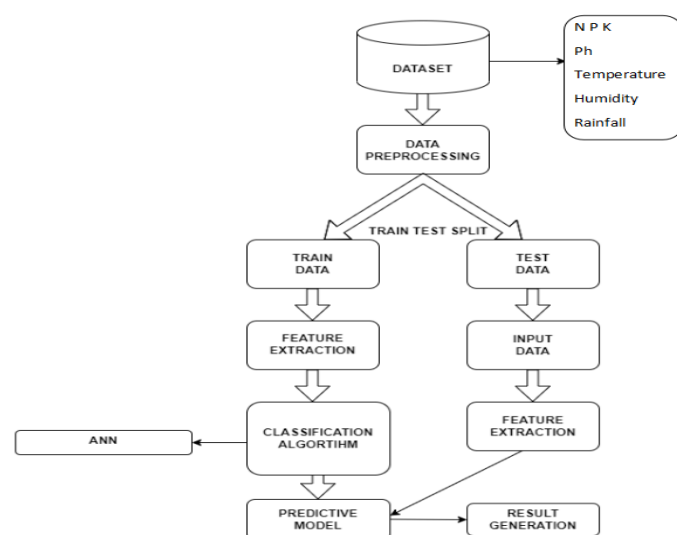 N P K
Ph
Temperature
Humidity
Rainfall
DATASET
DATA
PREPROCESSING
TRAIN TEST SPLIT
TRAIN
DATA
TEST
DATA
FEATURE
EXTRACTION
INPUT
DATA
ANN
CLASSIFICATION
ALGORTIHM
FEATURE
EXTRACTION
PREDICTIVE
MODEL
RESULT
GENERATION